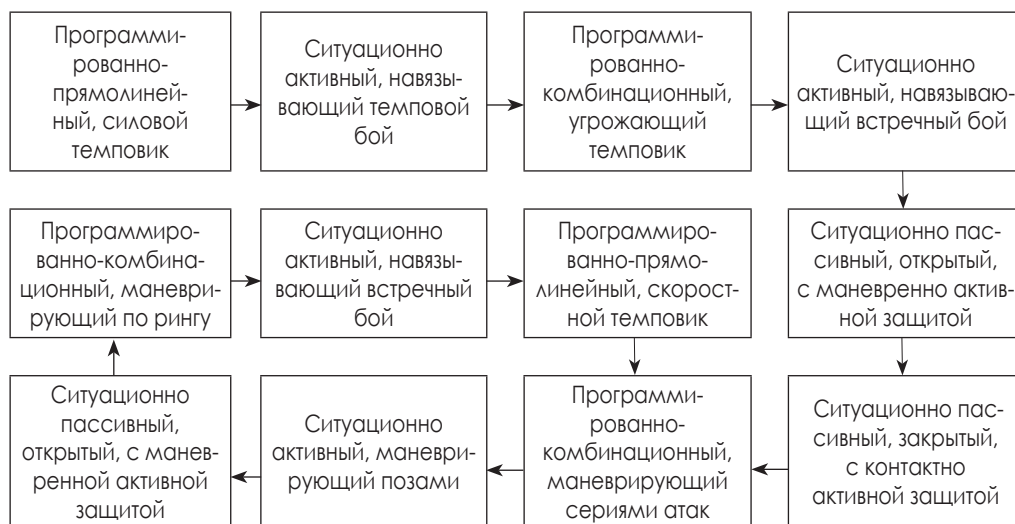 Программи-
рованно-
прямолиней-
ный, силовой
темповик
Ситуационно
активный, навязы-
вающий темповой
бой
Программи-
рованно-
комбинационный,
угрожающий
темповик
Ситуационно
активный, навязываю-
щий встречный бой
Программиро-
ванно-комбина-
ционный, маневри-
рующий по рингу
Ситуационно
активный, навязы-
вающий встречный
бой
Программиро-
ванно-прямо-
линейный, скорост-
ной темповик
Ситуационно пас-
сивный, открытый,
с маневренно актив-
ной защитой
Ситуационно
пассивный,
открытый, с манев-
ренной активной
защитой
Ситуационно
активный, маневри-
рующий позами
Программи-
рованно-
комбинационный,
маневрирующий
сериями атак
Ситуационно пас-
сивный, закрытый,
с контактно
активной защитой